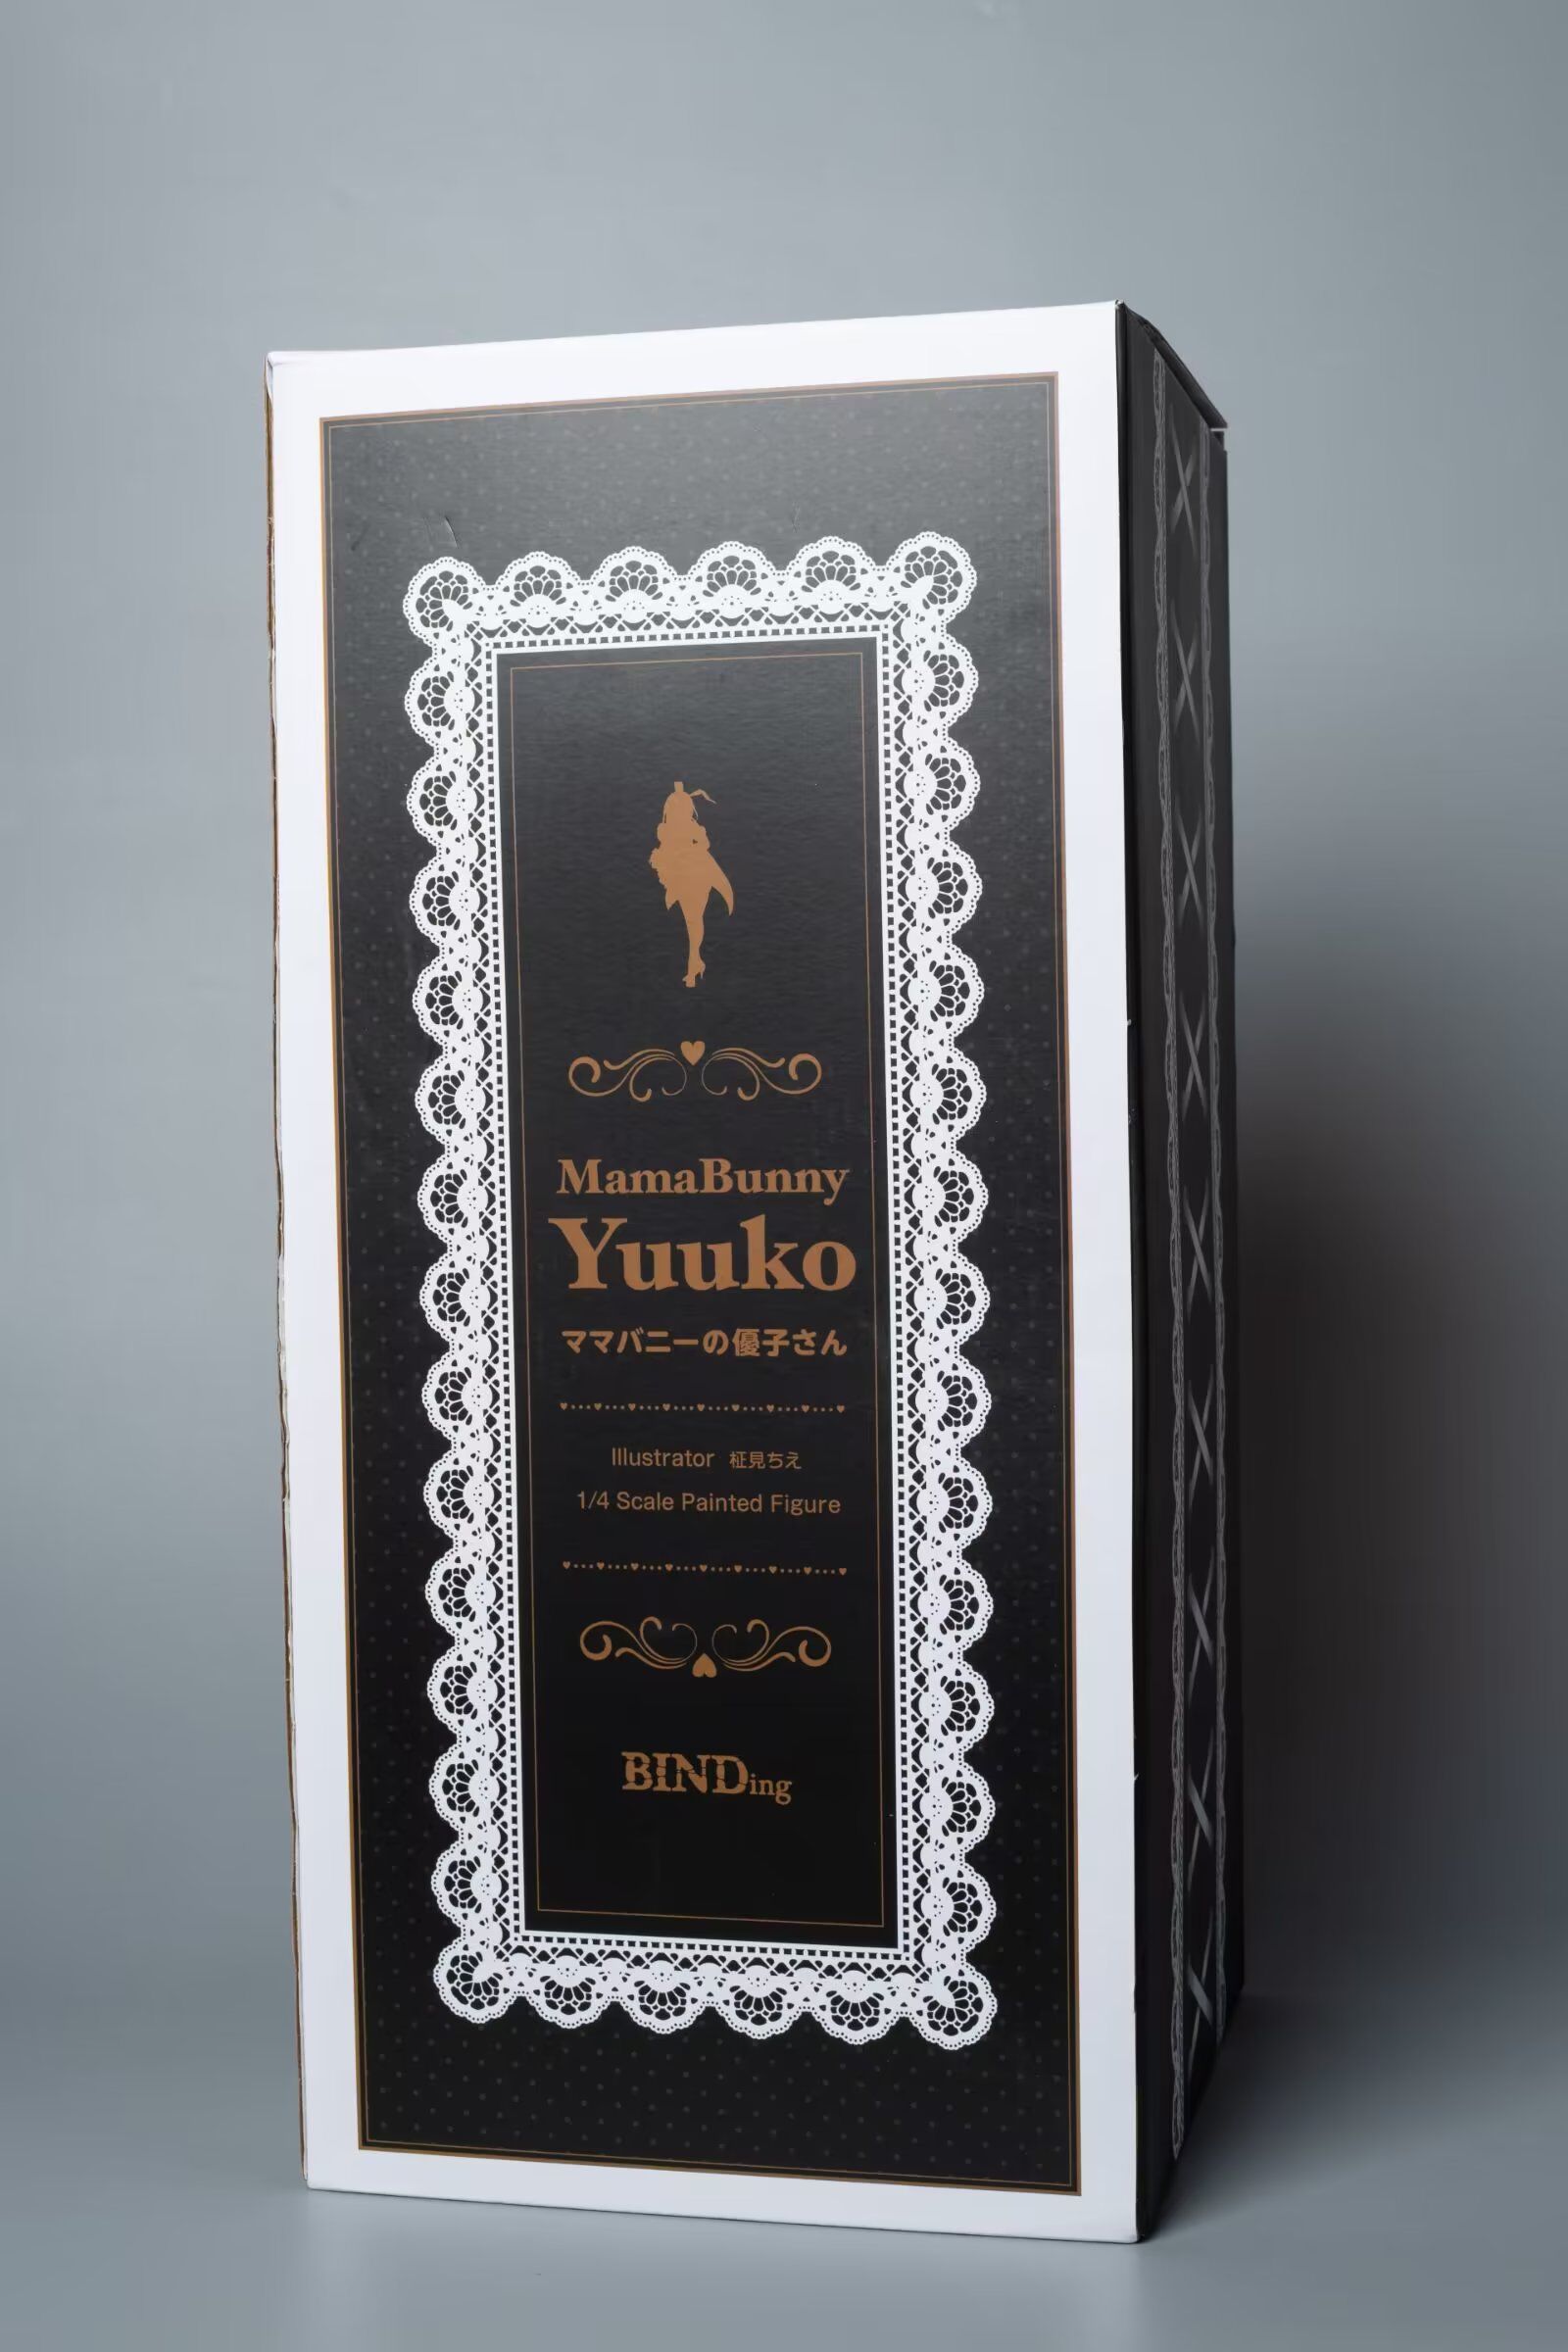 MamaBunny
Yuuko
ママバニーの優子さん
Illustrator 柾見ちえ
1/4 Scale Painted Figure
BINDing